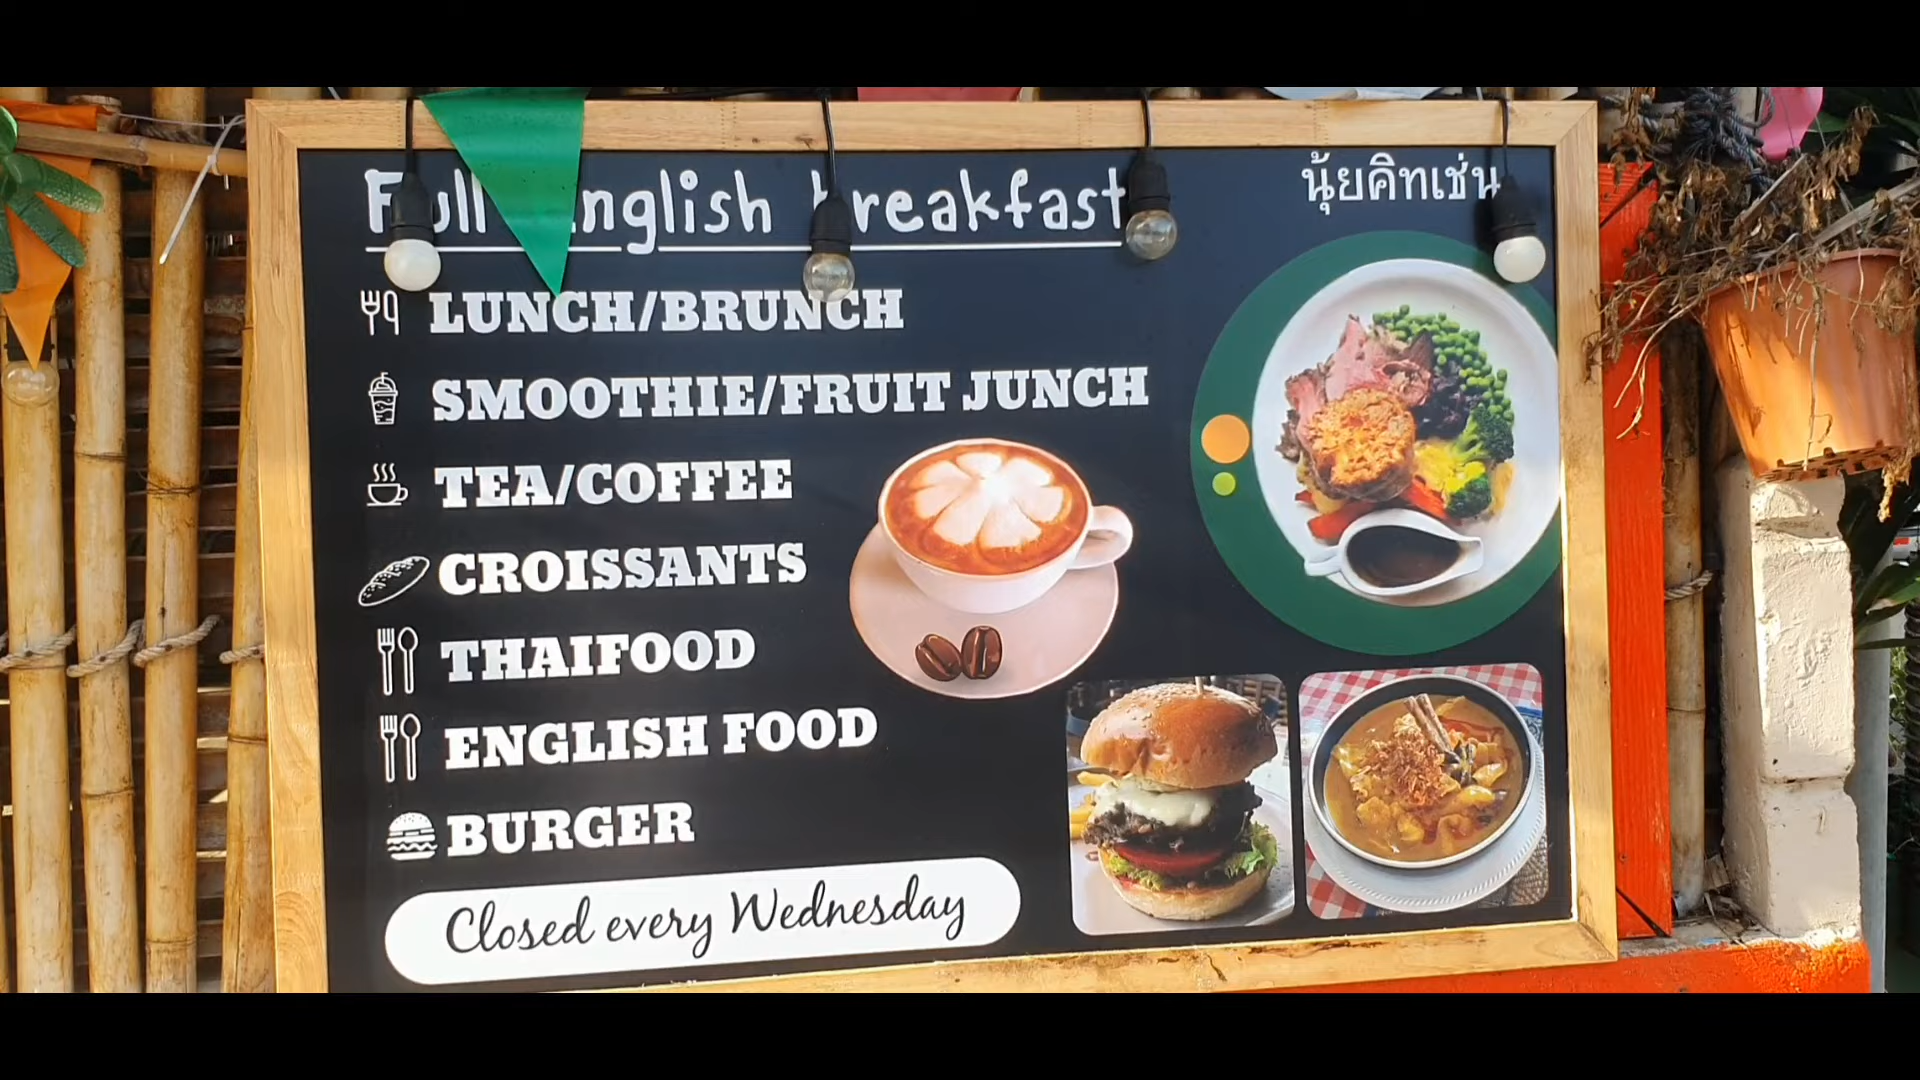 Full English breakfast
นุ้ยคิทเช่น
LUNCH/BRUNCH
SMOOTHIE/FRUIT JUNCH
TEA/COFFEE
CROISSANTS
THAIFOOD
ENGLISH FOOD
BURGER
Closed every Wednesday